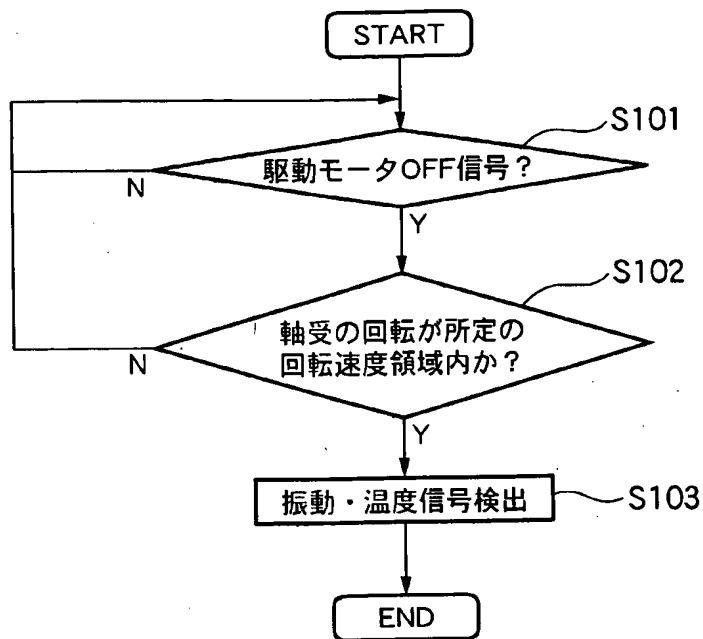 START
S101
駆動モータOFF信号？
N
Y
S102
軸受の回転が所定の
回転速度領域内か？
N
Y
振動・温度信号検出
S103
END